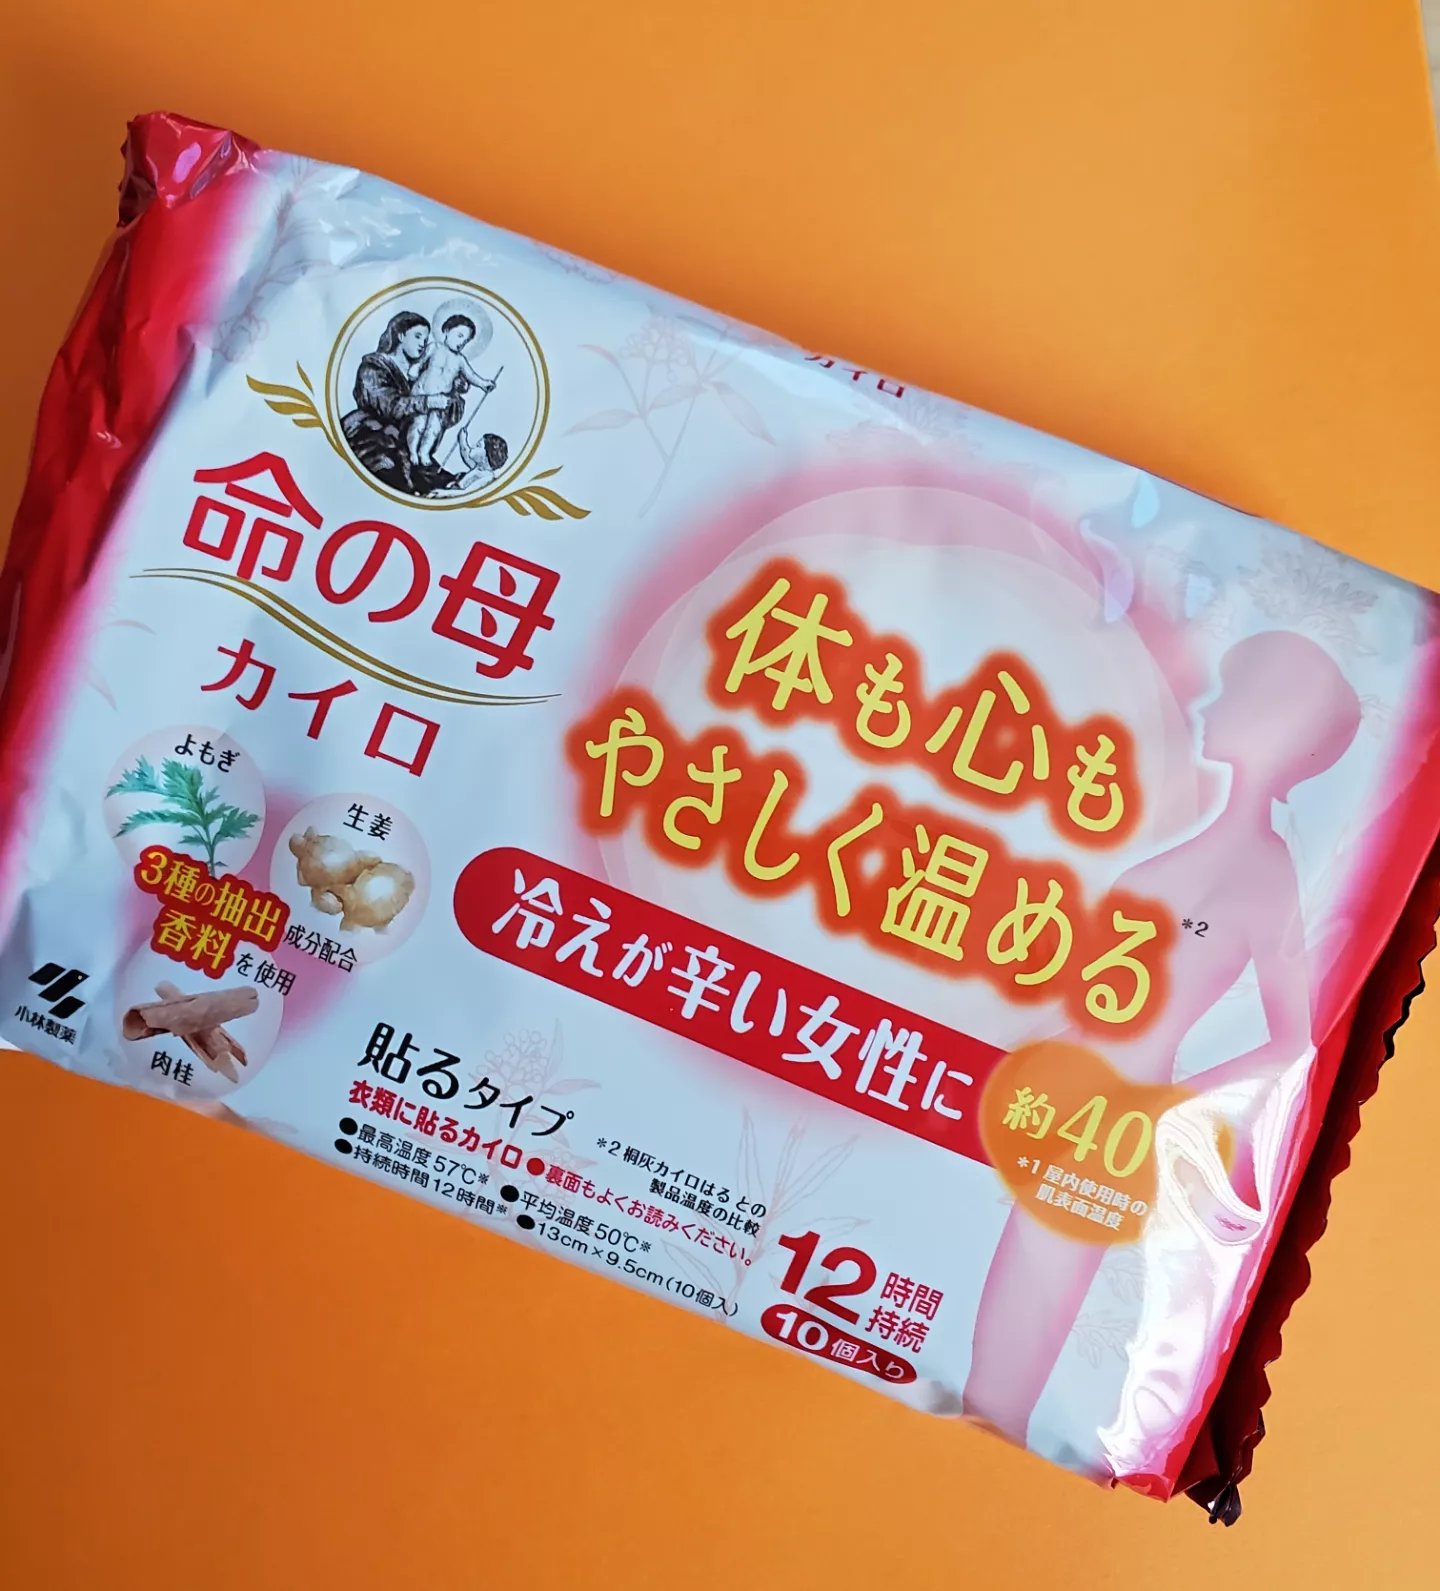 カイロ
命の母
カイロ
よもぎ
生姜
3種の抽出
香料を使用
成分配合
肉桂
小林製薬
体も心も
やさしく温める*2
冷えが辛い女性に
約40
*1 屋内使用時の
肌表面温度
貼るタイプ
衣類に貼るカイロ ●裏面もよくお読みください。
●最高温度57℃※ ●平均温度50℃※
●持続時間12時間※ ●13cm×9.5cm(10個入)
*2 桐灰カイロはるとの
製品温度の比較
12時間
持続
10個入り